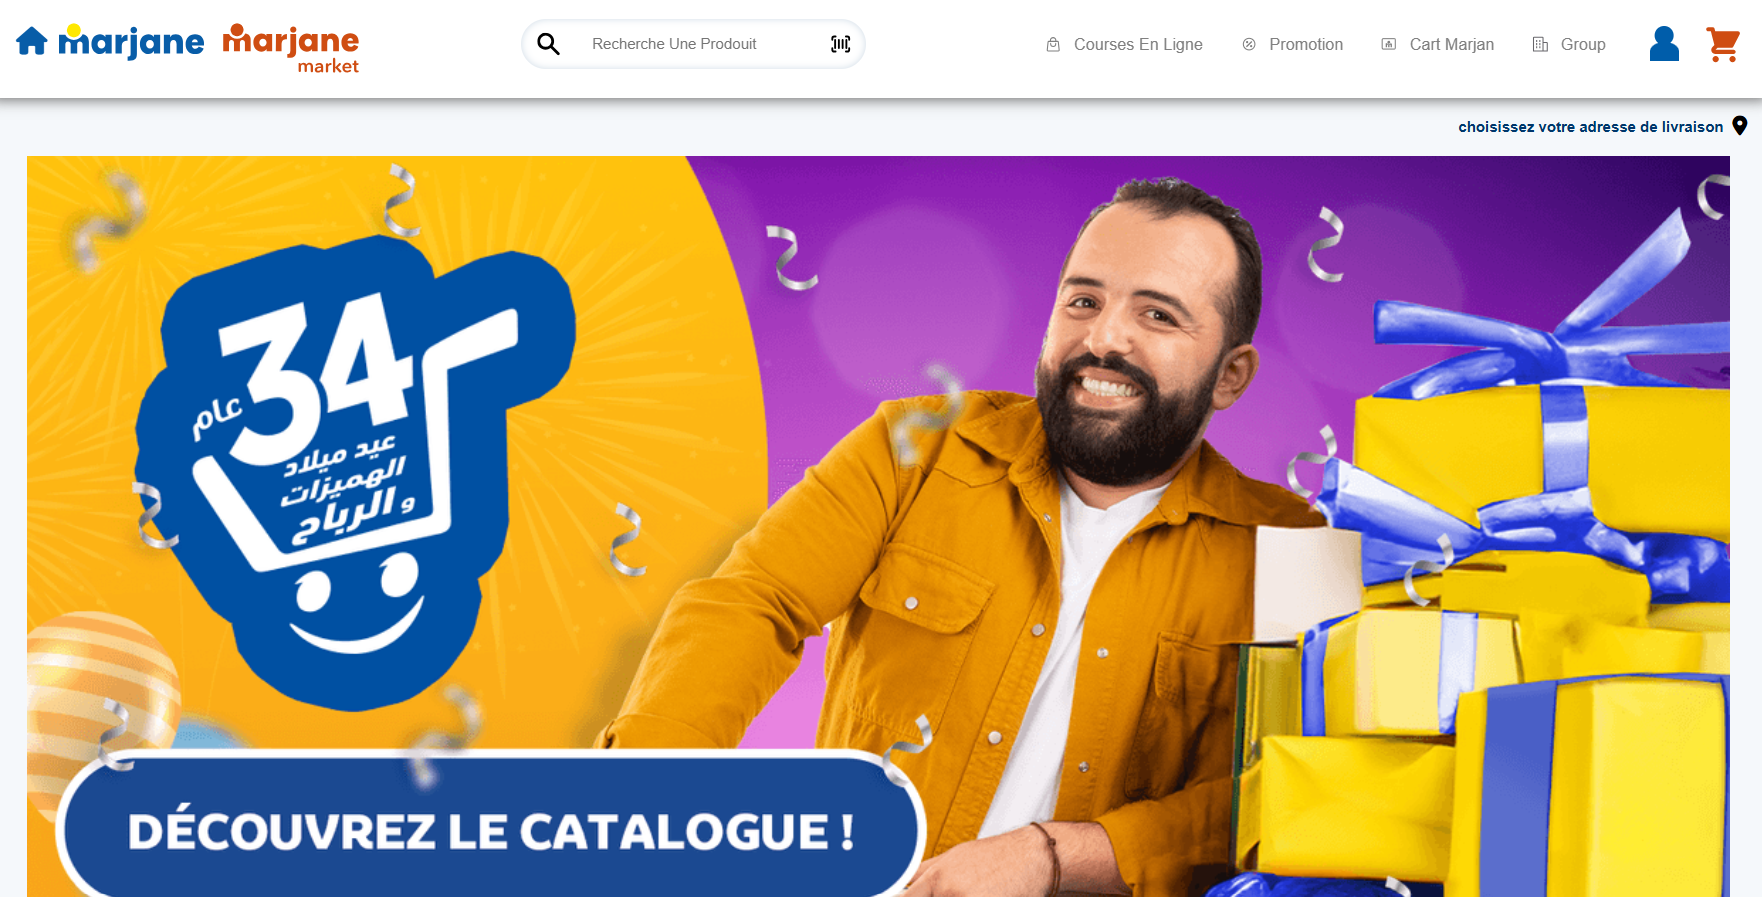 marjane
marjane
market
Recherche Une Prodouit
Courses En Ligne
Promotion
Cart Marjan
Group
choisissez votre adresse de livraison
34 عام
عيد ميلاد
الهميزات
و الرباح
DÉCOUVREZ LE CATALOGUE !